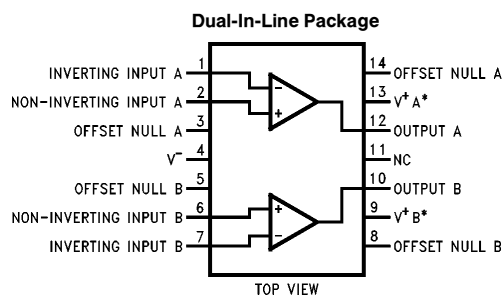 Dual-In-Line Package
INVERTING INPUT A 1
NON-INVERTING INPUT A 2
OFFSET NULL A 3
V⁻ 4
OFFSET NULL B 5
NON-INVERTING INPUT B 6
INVERTING INPUT B 7
−
+
+
−
14 OFFSET NULL A
13 V⁺ A*
12 OUTPUT A
11 NC
10 OUTPUT B
9 V⁺ B*
8 OFFSET NULL B
TOP VIEW